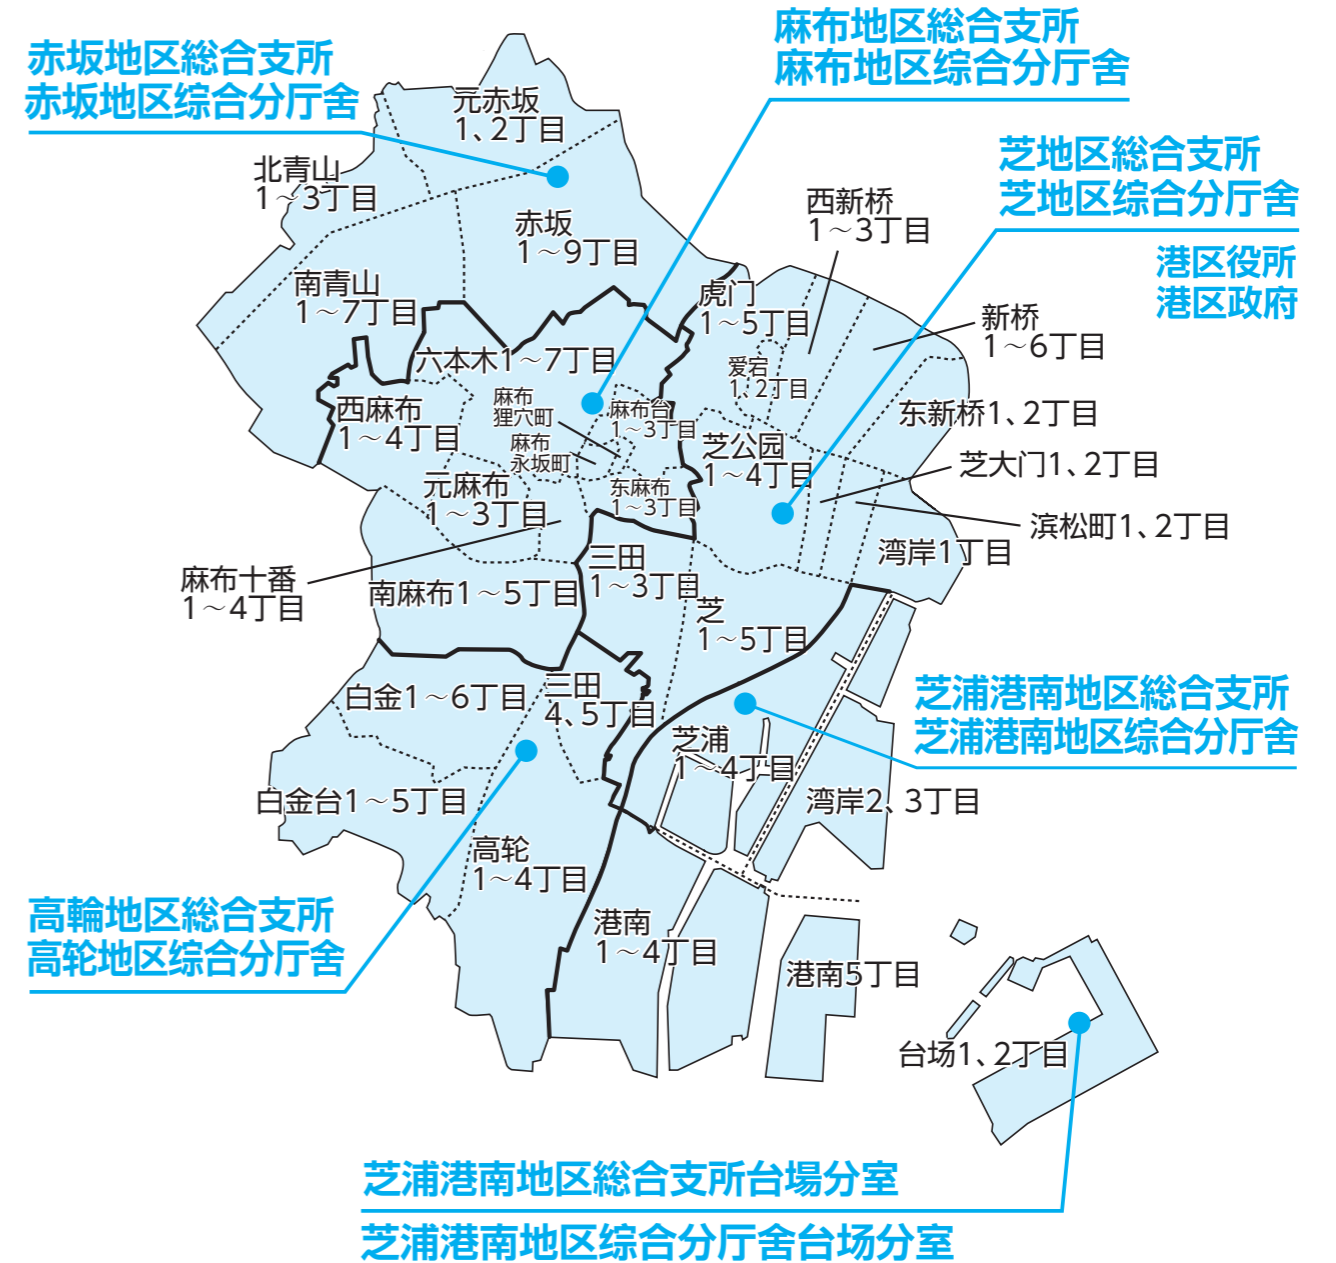 麻布地区総合支所
麻布地区综合分厅舍
赤坂地区総合支所
赤坂地区综合分厅舍
元赤坂
1、2丁目
芝地区総合支所
芝地区综合分厅舍
港区役所
港区政府
北青山
1～3丁目
西新桥
1～3丁目
赤坂
1～9丁目
南青山
1～7丁目
虎门
1～5丁目
新桥
1～6丁目
六本木1～7丁目
爱宕
1、2丁目
西麻布
1～4丁目
麻布
狸穴町
麻布台
1～3丁目
东新桥1、2丁目
麻布
永坂町
芝公园
1～4丁目
芝大门1、2丁目
元麻布
1～3丁目
东麻布
1～3丁目
滨松町1、2丁目
湾岸1丁目
麻布十番
1～4丁目
南麻布1～5丁目
三田
1～3丁目
芝
1～5丁目
白金1～6丁目
三田
4、5丁目
芝浦港南地区総合支所
芝浦港南地区综合分厅舍
芝浦
1～4丁目
白金台1～5丁目
湾岸2、3丁目
高轮
1～4丁目
高輪地区総合支所
高轮地区综合分厅舍
港南
1～4丁目
港南5丁目
台场1、2丁目
芝浦港南地区総合支所台場分室
芝浦港南地区综合分厅舍台场分室